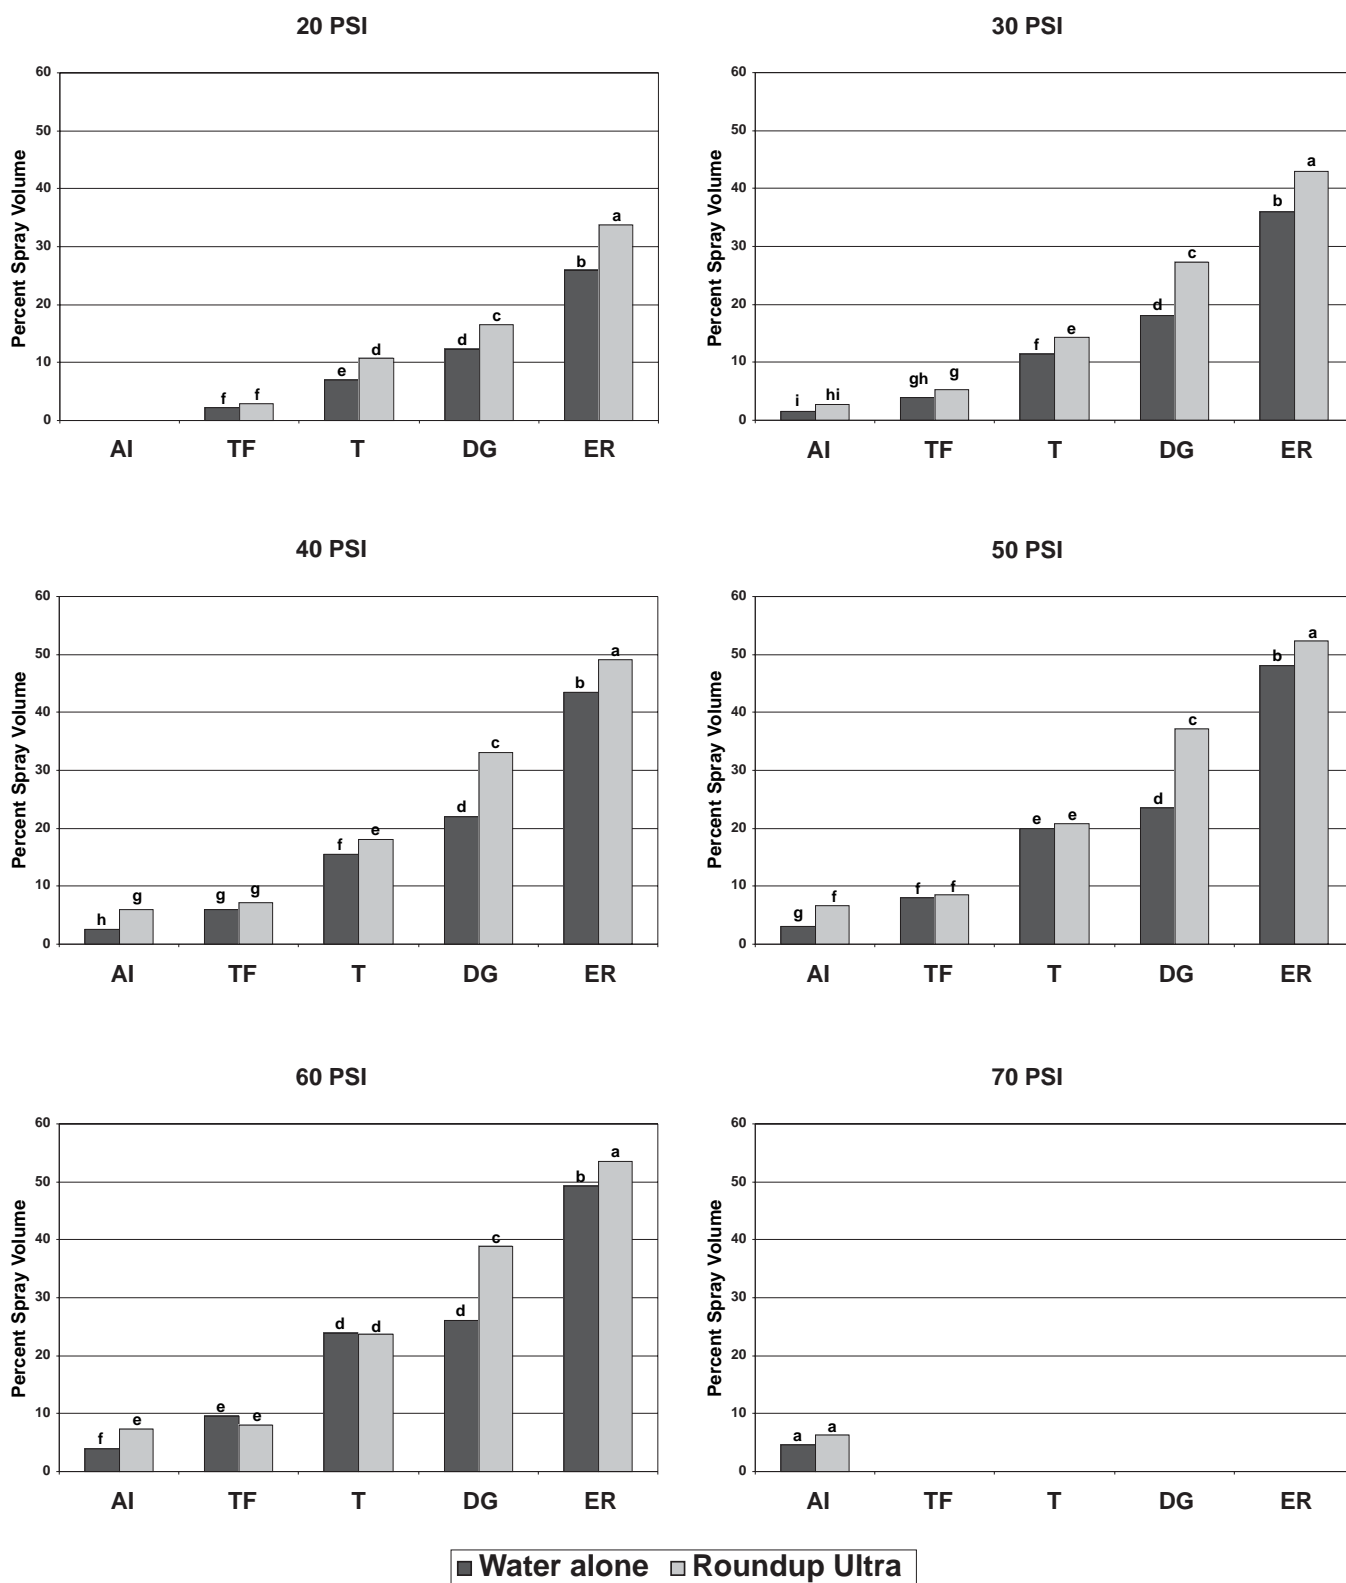 20 PSI
60
50
40
30
20
10
0
Percent Spray Volume
f f e d d c b a
AI TF T DG ER
30 PSI
60
50
40
30
20
10
0
Percent Spray Volume
i hi gh g f e d c b a
AI TF T DG ER
40 PSI
60
50
40
30
20
10
0
Percent Spray Volume
h g g g f e d c b a
AI TF T DG ER
50 PSI
60
50
40
30
20
10
0
Percent Spray Volume
g f f f e e d c b a
AI TF T DG ER
60 PSI
60
50
40
30
20
10
0
Percent Spray Volume
f e e e d d d c b a
AI TF T DG ER
70 PSI
60
50
40
30
20
10
0
Percent Spray Volume
a a
AI TF T DG ER
Water alone Roundup Ultra